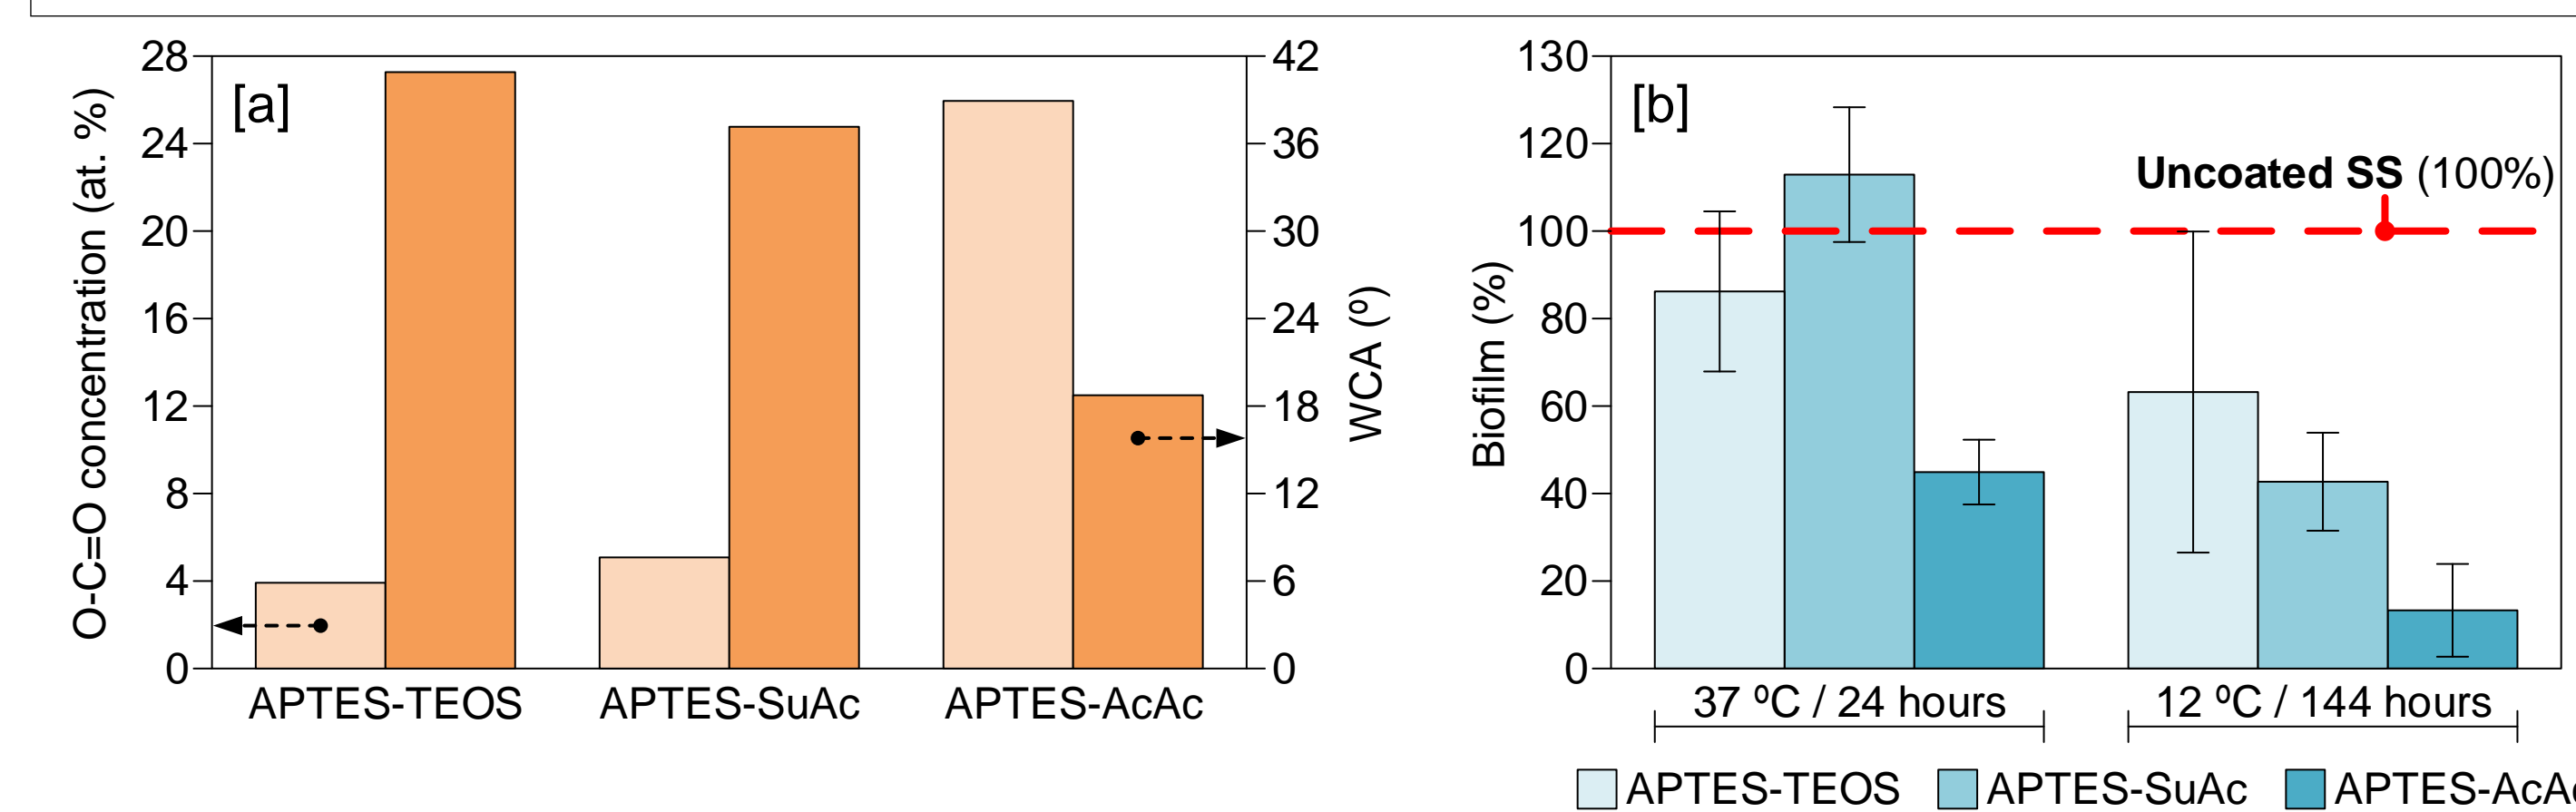 [a]
O-C=O concentration (at. %)
28
24
20
16
12
8
4
0
42
36
30
24
18
12
6
0
WCA (º)
APTES-TEOS
APTES-SuAc
APTES-AcAc
[b]
Biofilm (%)
130
120
100
80
60
40
20
0
Uncoated SS (100%)
37 ºC / 24 hours
12 ºC / 144 hours
APTES-TEOS
APTES-SuAc
APTES-AcA